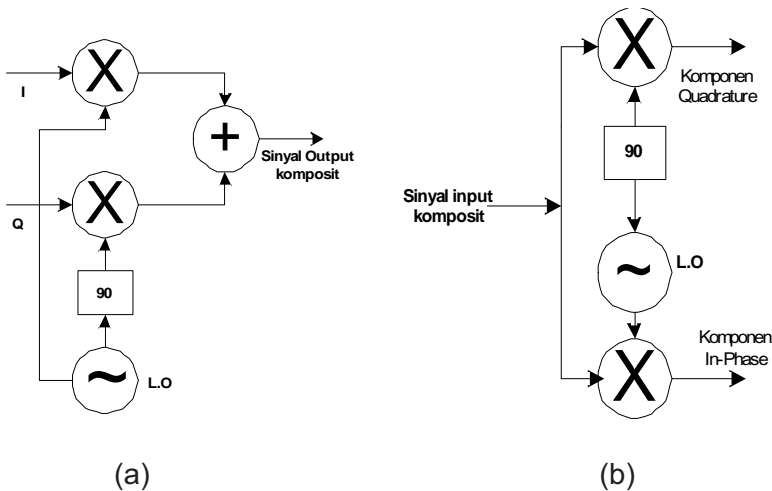 X
I
+
Sinyal Output
komposit
X
Q
90
~
L.O
(a)
X
Komponen
Quadrature
90
Sinyal input
komposit
~
L.O
X
Komponen
In-Phase
(b)